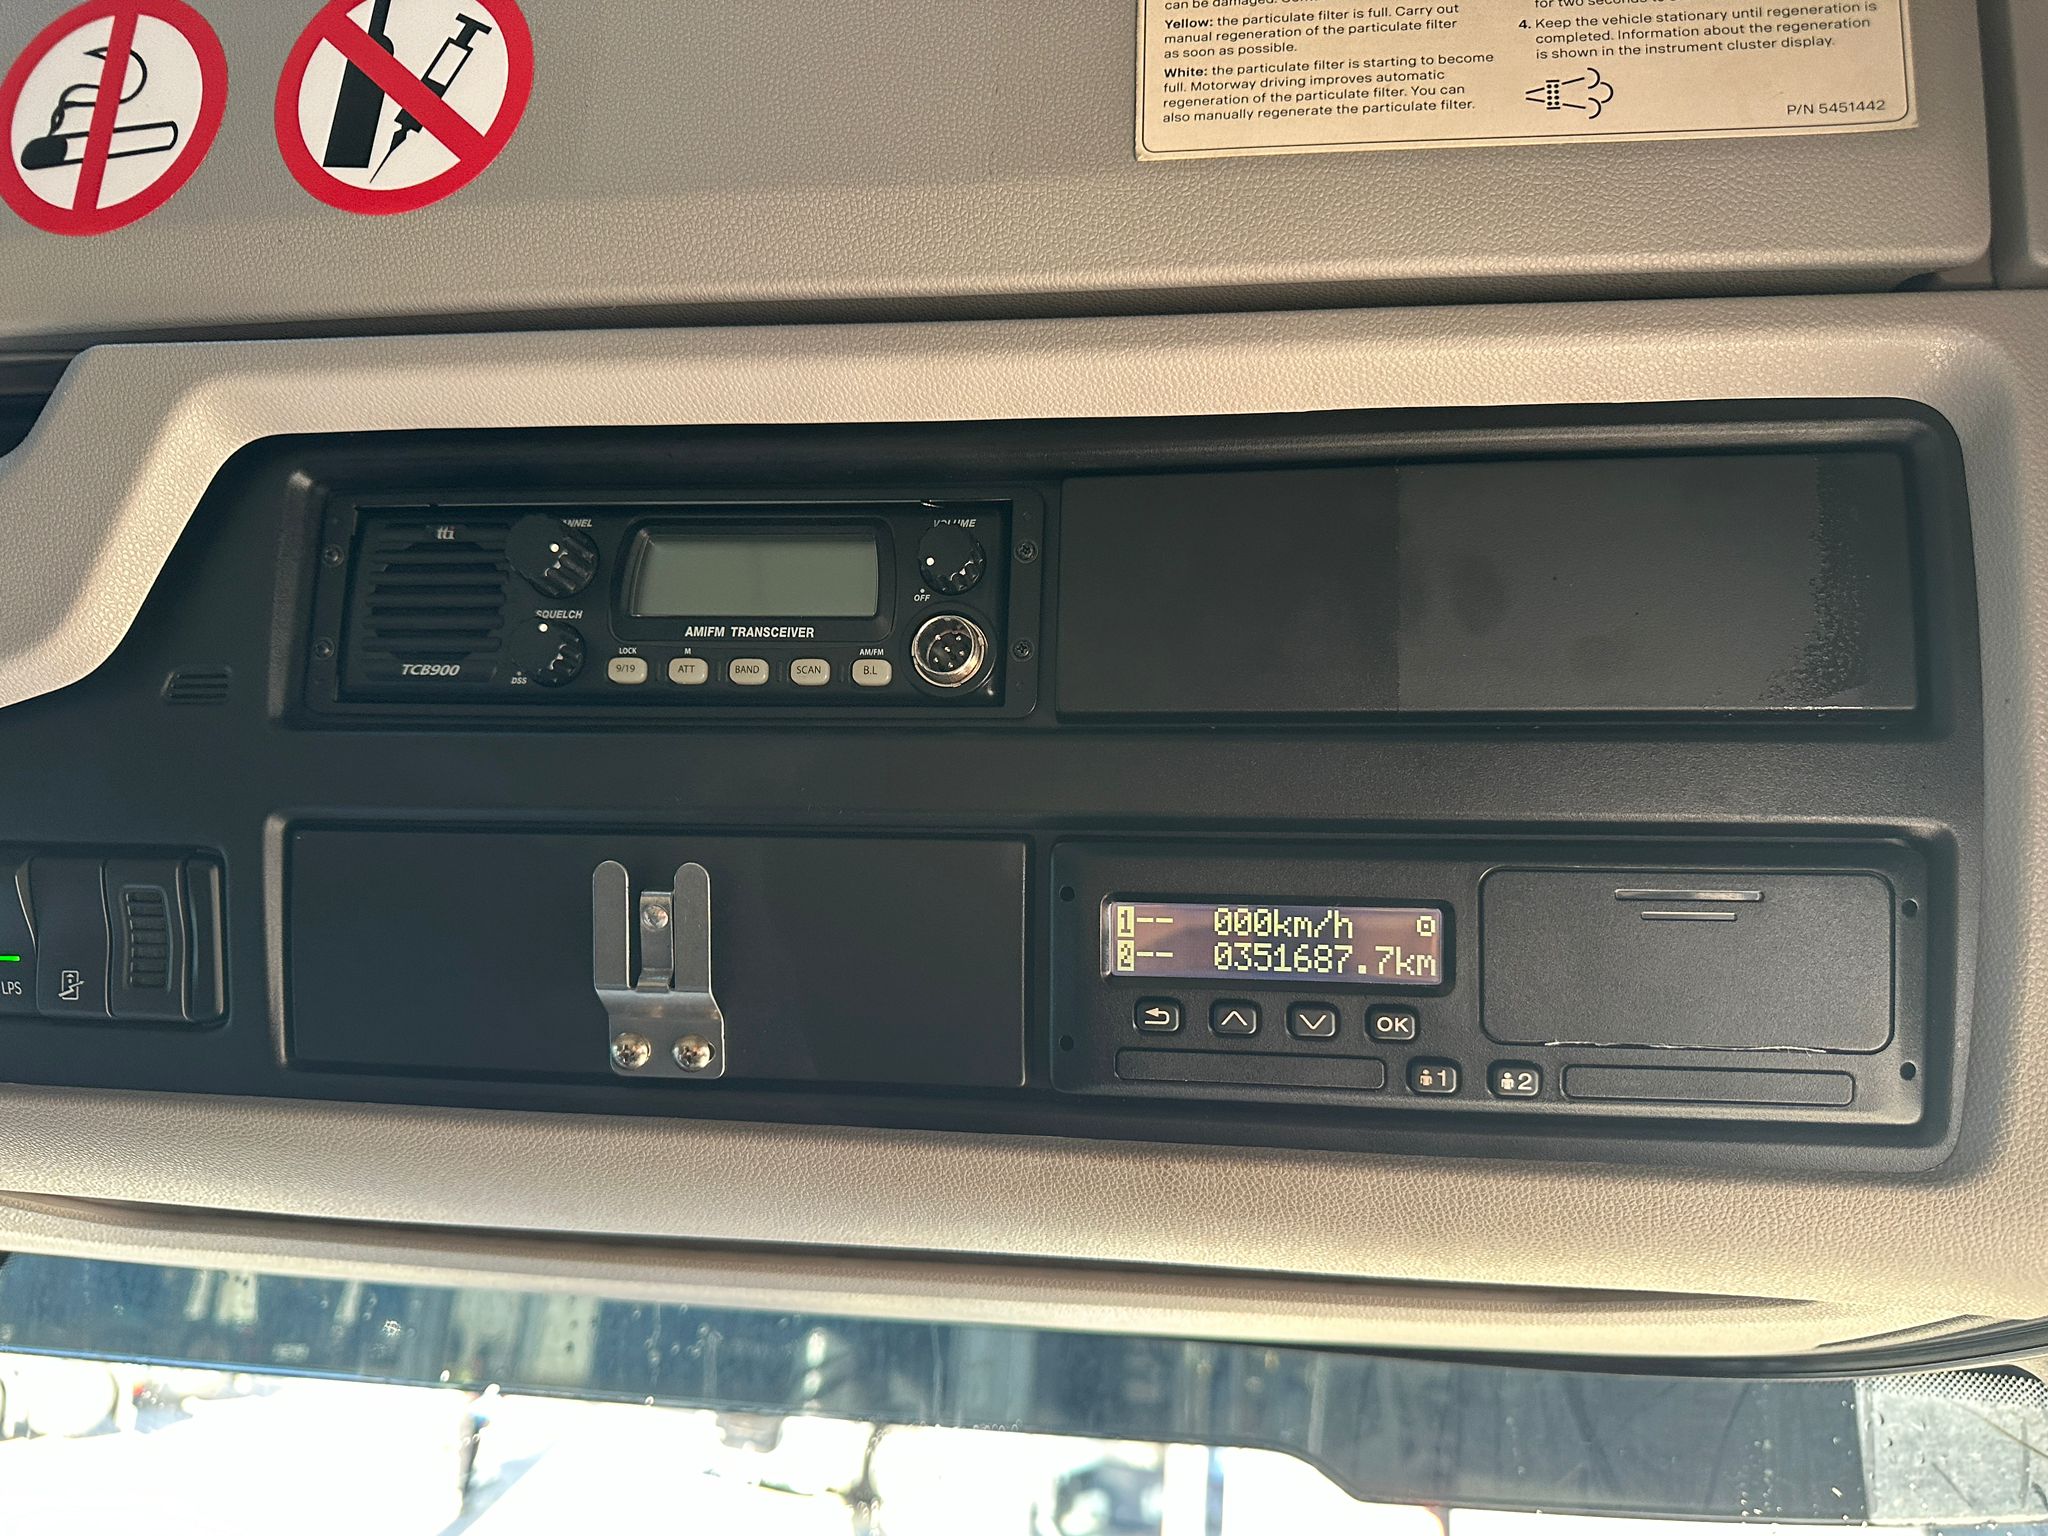 can be damaged.
Yellow: the particulate filter is full. Carry out
manual regeneration of the particulate filter
as soon as possible.
White: the particulate filter is starting to become
full. Motorway driving improves automatic
regeneration of the particulate filter. You can
also manually regenerate the particulate filter.
for two seconds to
4. Keep the vehicle stationary until regeneration is
completed. Information about the regeneration
is shown in the instrument cluster display.
P/N 5451442
tti
VOLUME
OFF
SQUELCH
DSS
AM/FM TRANSCEIVER
TCB900
LOCK M AM/FM
9/19 ATT BAND SCAN B.L
LPS
1-- 000km/h
2-- 0351687.7km
OK
1 2